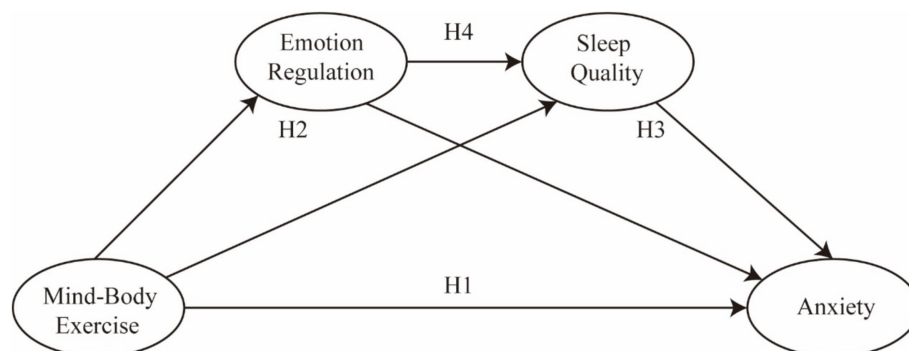 Emotion
Regulation
H4
Sleep
Quality
H2
H3
Mind-Body
Exercise
H1
Anxiety